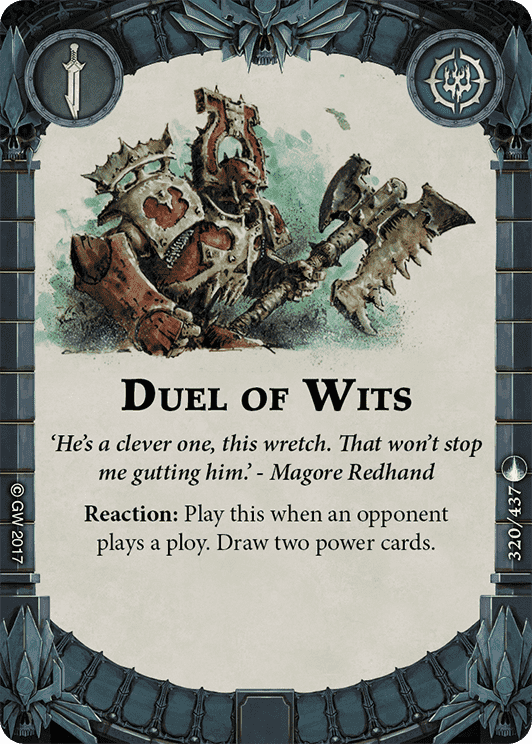 DUEL OF WITS
‘He’s a clever one, this wretch. That won’t stop
me gutting him.’ - Magore Redhand
Reaction: Play this when an opponent
plays a ploy. Draw two power cards.
© GW 2017
320/437